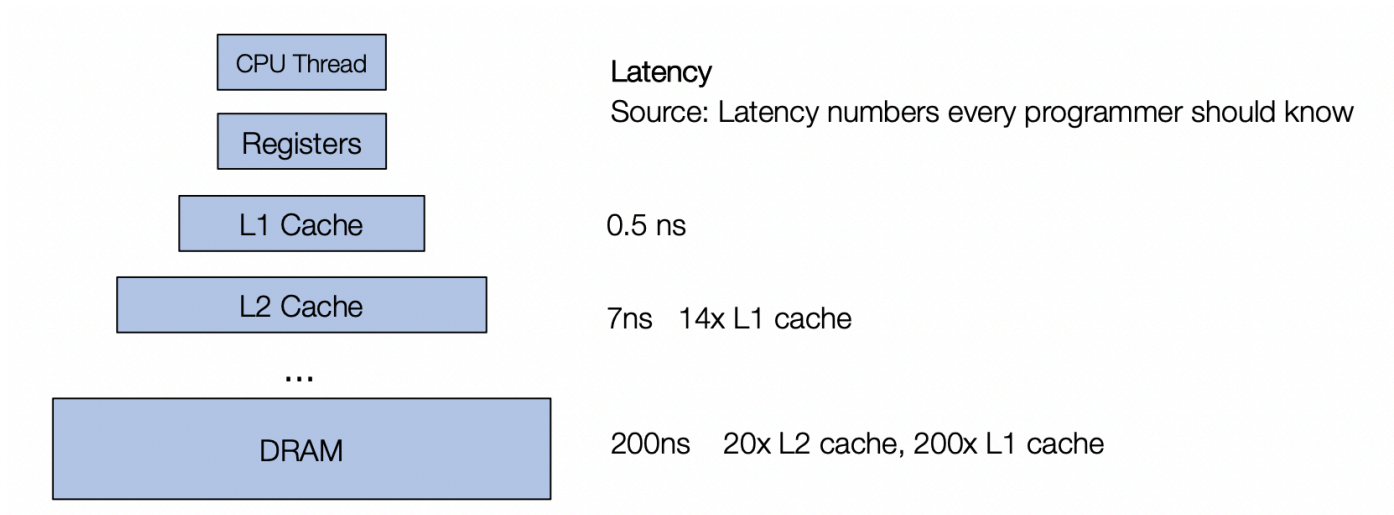 CPU Thread
Latency
Source: Latency numbers every programmer should know
Registers
L1 Cache
0.5 ns
L2 Cache
7ns 14x L1 cache
...
DRAM
200ns 20x L2 cache, 200x L1 cache